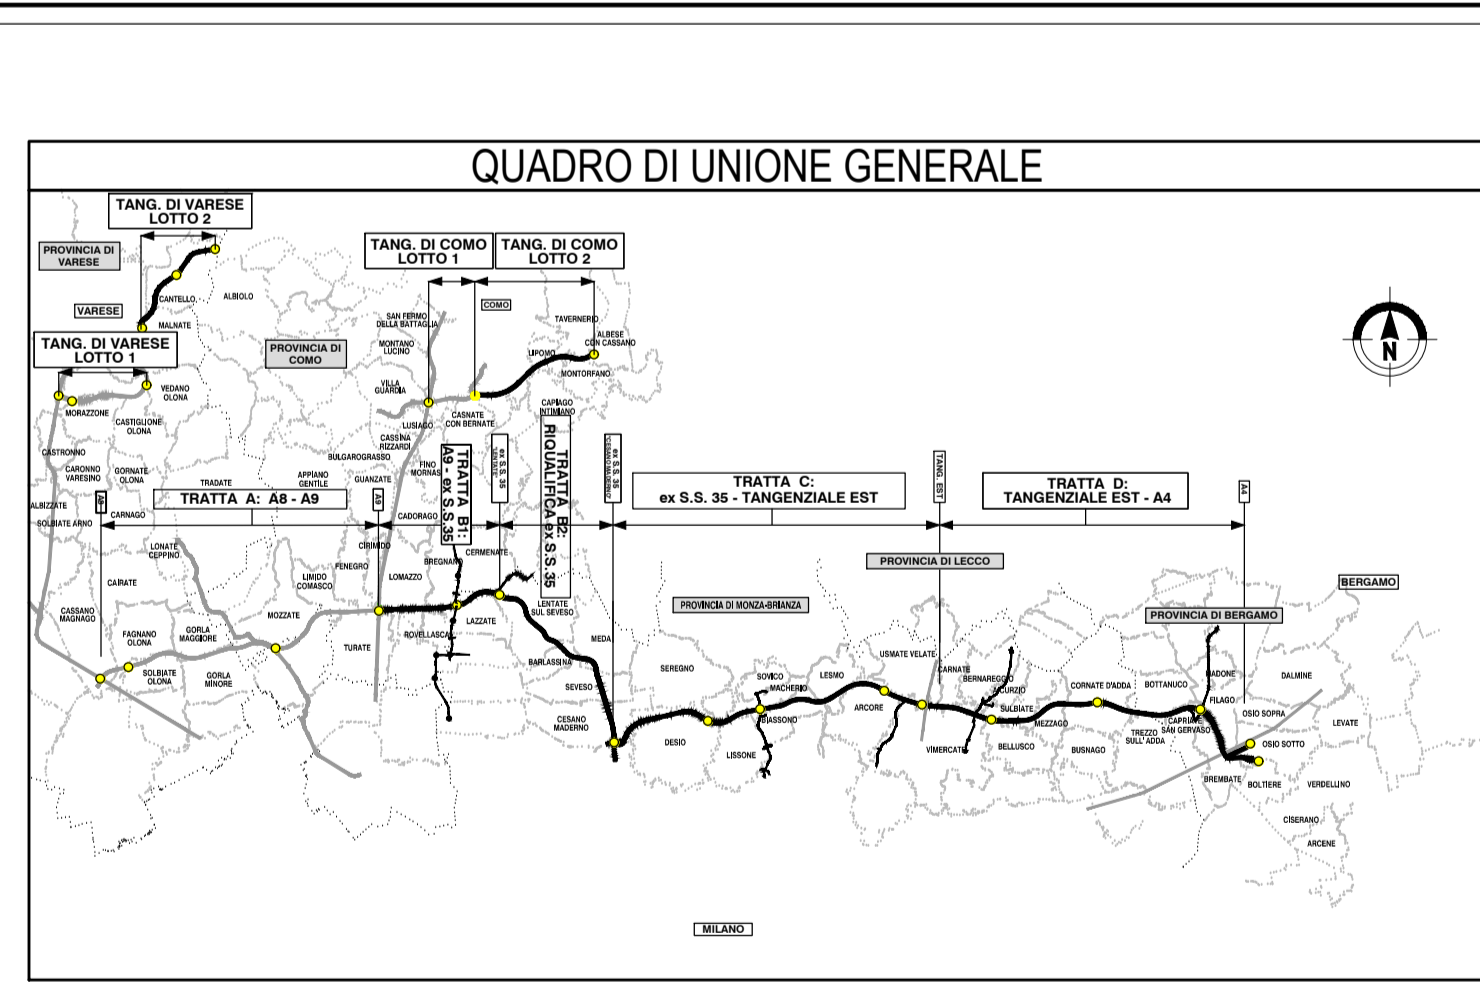 QUADRO DI UNIONE GENERALE
TANG. DI VARESE
LOTTO 2
PROVINCIA DI
VARESE
VARESE
CANTELLO
ALBIOLO
MALNATE
TANG. DI VARESE
LOTTO 1
PROVINCIA DI
COMO
TANG. DI COMO
LOTTO 1
TANG. DI COMO
LOTTO 2
COMO
SAN FERMO
DELLA BATTAGLIA
MONTANO
LUCINO
VILLA
GUARDIA
TAVERNERIO
ALBESE
CON CASSANO
LIPOMO
MONTORFANO
CAPIAGO
INTIMIANO
CASNATE
CON BERNATE
LUSIAGO
CASSINA
RIZZARDI
BULGAROGRASSO
FINO
MORNAS
GUANZATE
APPIANO
GENTILE
VEDANO
OLONA
MORAZZONE
CASTIGLIONE
OLONA
CASTRONNO
CARONNO
VARESINO
GORNATE
OLONA
TRADATE
ALBIZZATE
SOLBIATE ARNO
CARNAGO
TRATTA A: A8 - A9
A9
TRATTA B1:
A9 - ex S.S.35
ex S.S. 35
TRATTA B2:
RIQUALIFICA ex S.S.35
ex S.S. 35
TRATTA C:
ex S.S. 35 - TANGENZIALE EST
TANG. EST
TRATTA D:
TANGENZIALE EST - A4
A4
CADORAGO
CIRIMIDO
FENEGRO
LOMAZZO
BREGNANO
CERMENATE
LONATE
CEPPINO
LIMIDO
COMASCO
CAIRATE
CASSANO
MAGNAGO
FAGNANO
OLONA
GORLA
MAGGIORE
MOZZATE
SOLBIATE
OLONA
GORLA
MINORE
TURATE
ROVELLASCA
LAZZATE
LENTATE
SUL SEVESO
MEDA
BARLASSINA
SEVESO
CESANO
MADERNO
PROVINCIA DI MONZA-BRIANZA
PROVINCIA DI LECCO
PROVINCIA DI BERGAMO
BERGAMO
SEREGNO
DESIO
SOVICO
MACHERIO
BIASSONO
LISSONE
LESMO
ARCORE
USMATE VELATE
CARNATE
BERNAREGGIO
SULBIATE
VIMERCATE
BELLUSCO
MEZZAGO
CORNATE D'ADDA
BUSNAGO
BOTTANUCO
TREZZO
SULL' ADDA
CAPRIATE
SAN GERVASO
FILAGO
DALMINE
OSIO SOPRA
LEVATE
OSIO SOTTO
BREMBATE
BOLTIERE
VERDELLINO
CISERANO
ARCENE
N
MILANO